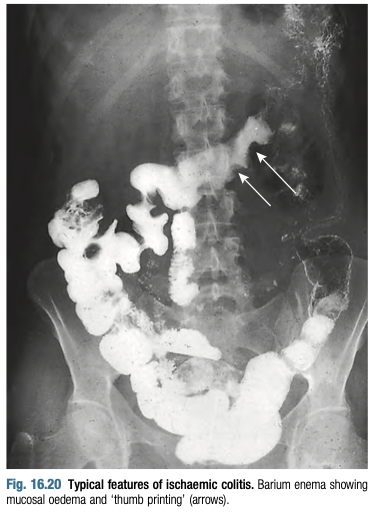 Fig. 16.20 Typical features of ischaemic colitis. Barium enema showing
mucosal oedema and ‘thumb printing’ (arrows).